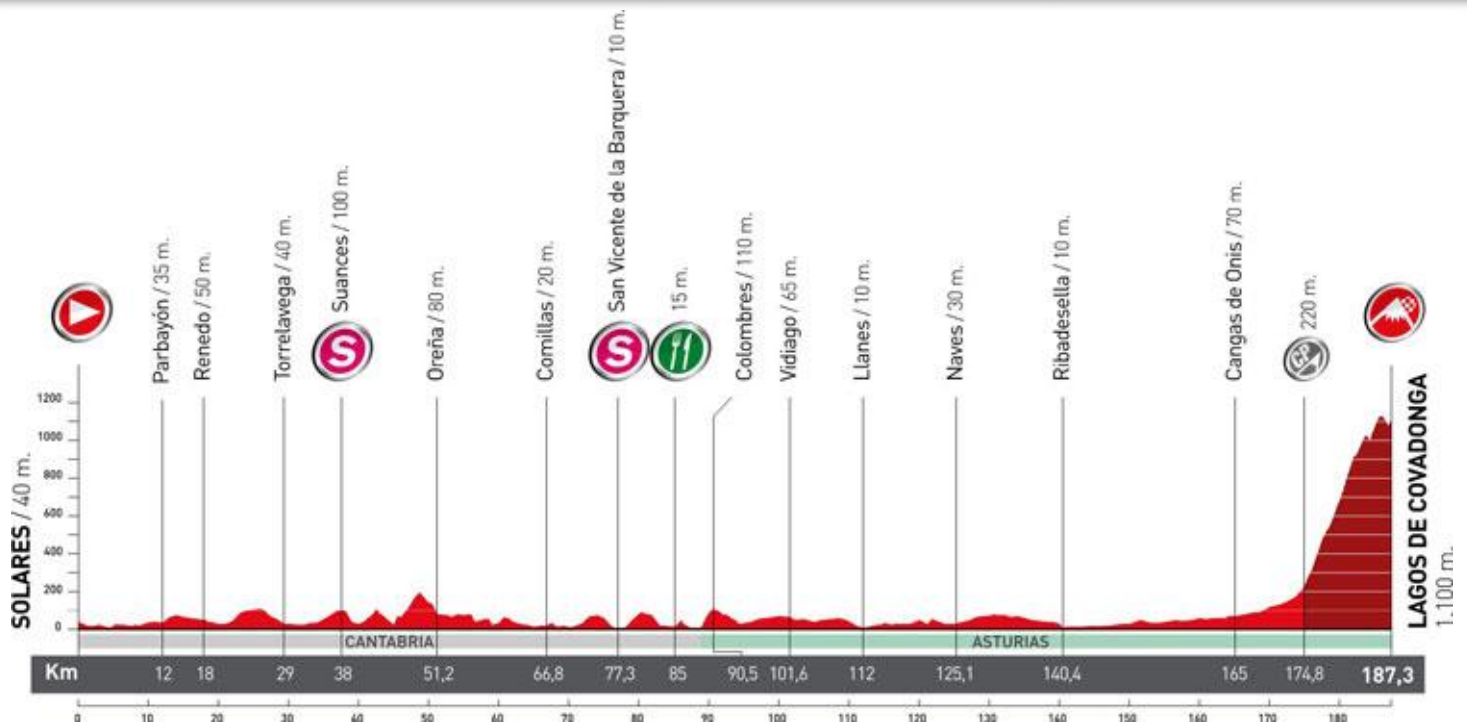 SOLARES / 40 m.
Parbayón / 35 m.
Renedo / 50 m.
Torrelavega / 40 m.
Suances / 100 m.
S
Oreña / 80 m.
Comillas / 20 m.
San Vicente de la Barquera / 10 m.
S
15 m.
Colombres / 110 m.
Vidiago / 65 m.
Llanes / 10 m.
Naves / 30 m.
Ribadesella / 10 m.
Cangas de Onis / 70 m.
220 m.
LAGOS DE COVADONGA
1.100 m.
1200
1000
800
600
400
200
0
CANTABRIA
ASTURIAS
Km 12 18 29 38 51,2 66,8 77,3 85 90,5 101,6 112 125,1 140,4 165 174,8 187,3
0 10 20 30 40 50 60 70 80 90 100 110 120 130 140 150 160 170 180